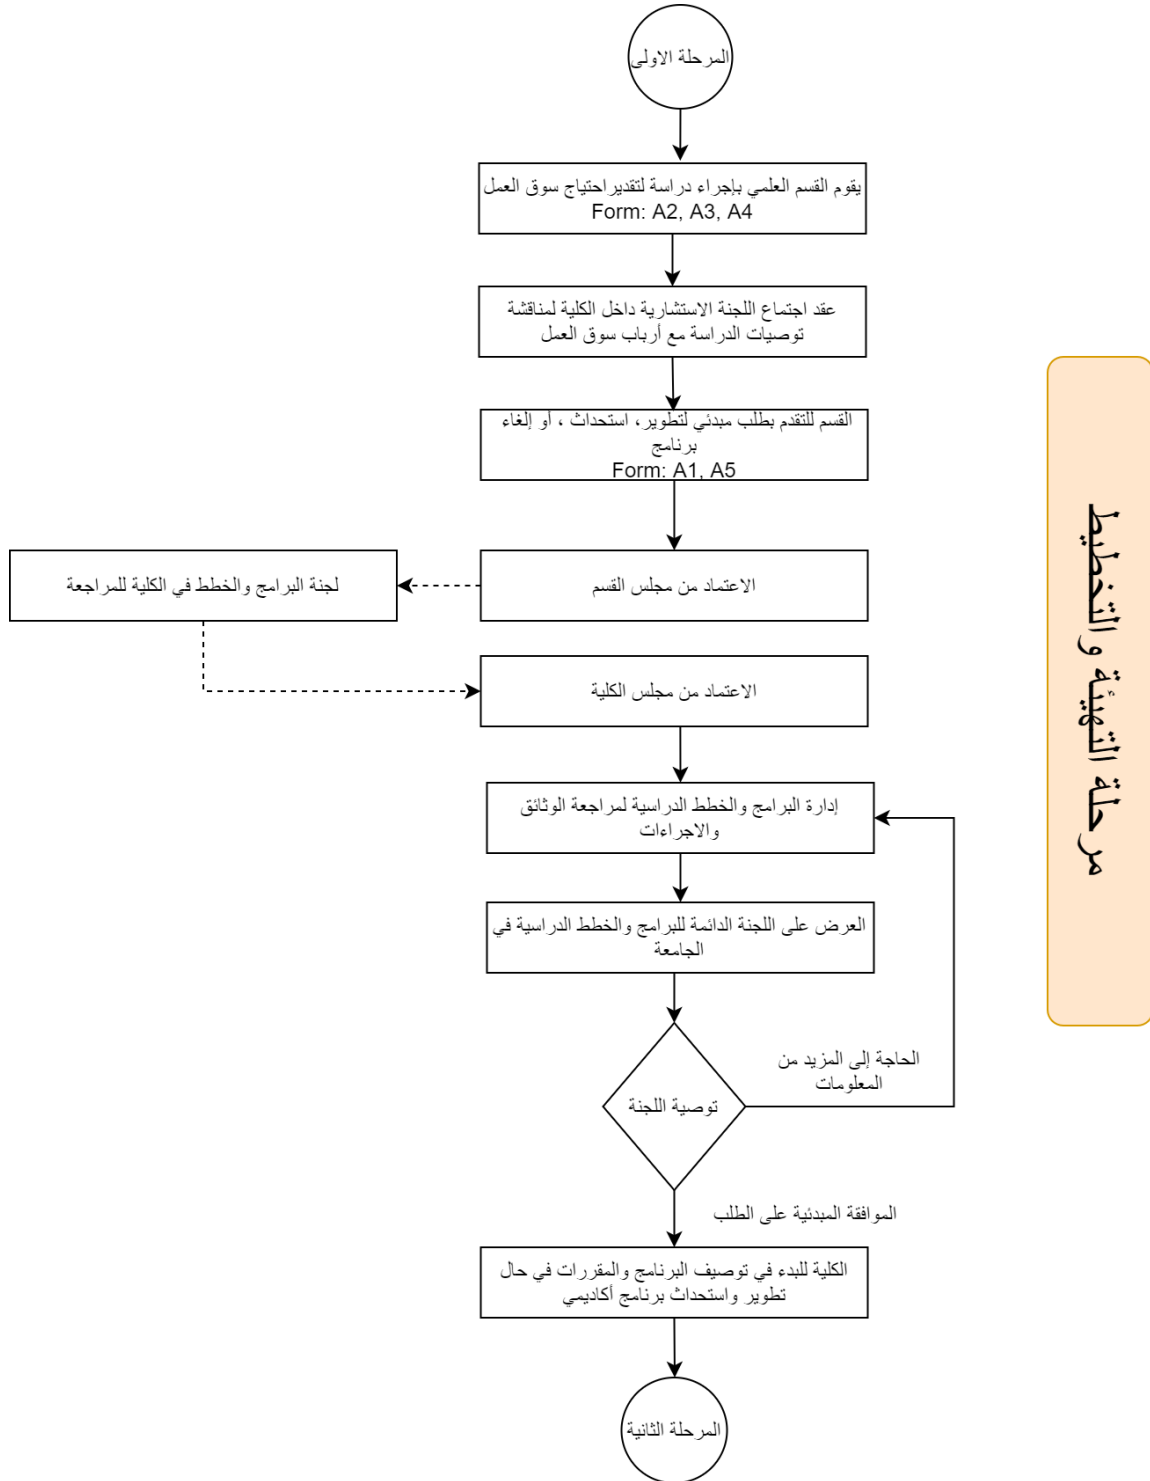 المرحلة الاولى
يقوم القسم العلمي بإجراء دراسة لتقديراحتياج سوق العمل
Form: A2, A3, A4
عقد اجتماع اللجنة الاستشارية داخل الكلية لمناقشة
توصيات الدراسة مع أرباب سوق العمل
القسم للتقدم بطلب مبدئي لتطوير، استحداث ، أو إلغاء
برنامج
Form: A1, A5
الاعتماد من مجلس القسم
لجنة البرامج والخطط في الكلية للمراجعة
الاعتماد من مجلس الكلية
إدارة البرامج والخطط الدراسية لمراجعة الوثائق
والاجراءات
العرض على اللجنة الدائمة للبرامج والخطط الدراسية في
الجامعة
توصية اللجنة
الحاجة إلى المزيد من
المعلومات
الموافقة المبدئية على الطلب
الكلية للبدء في توصيف البرنامج والمقررات في حال
تطوير واستحداث برنامج أكاديمي
المرحلة الثانية
مرحلة التهيئة والتخطيط